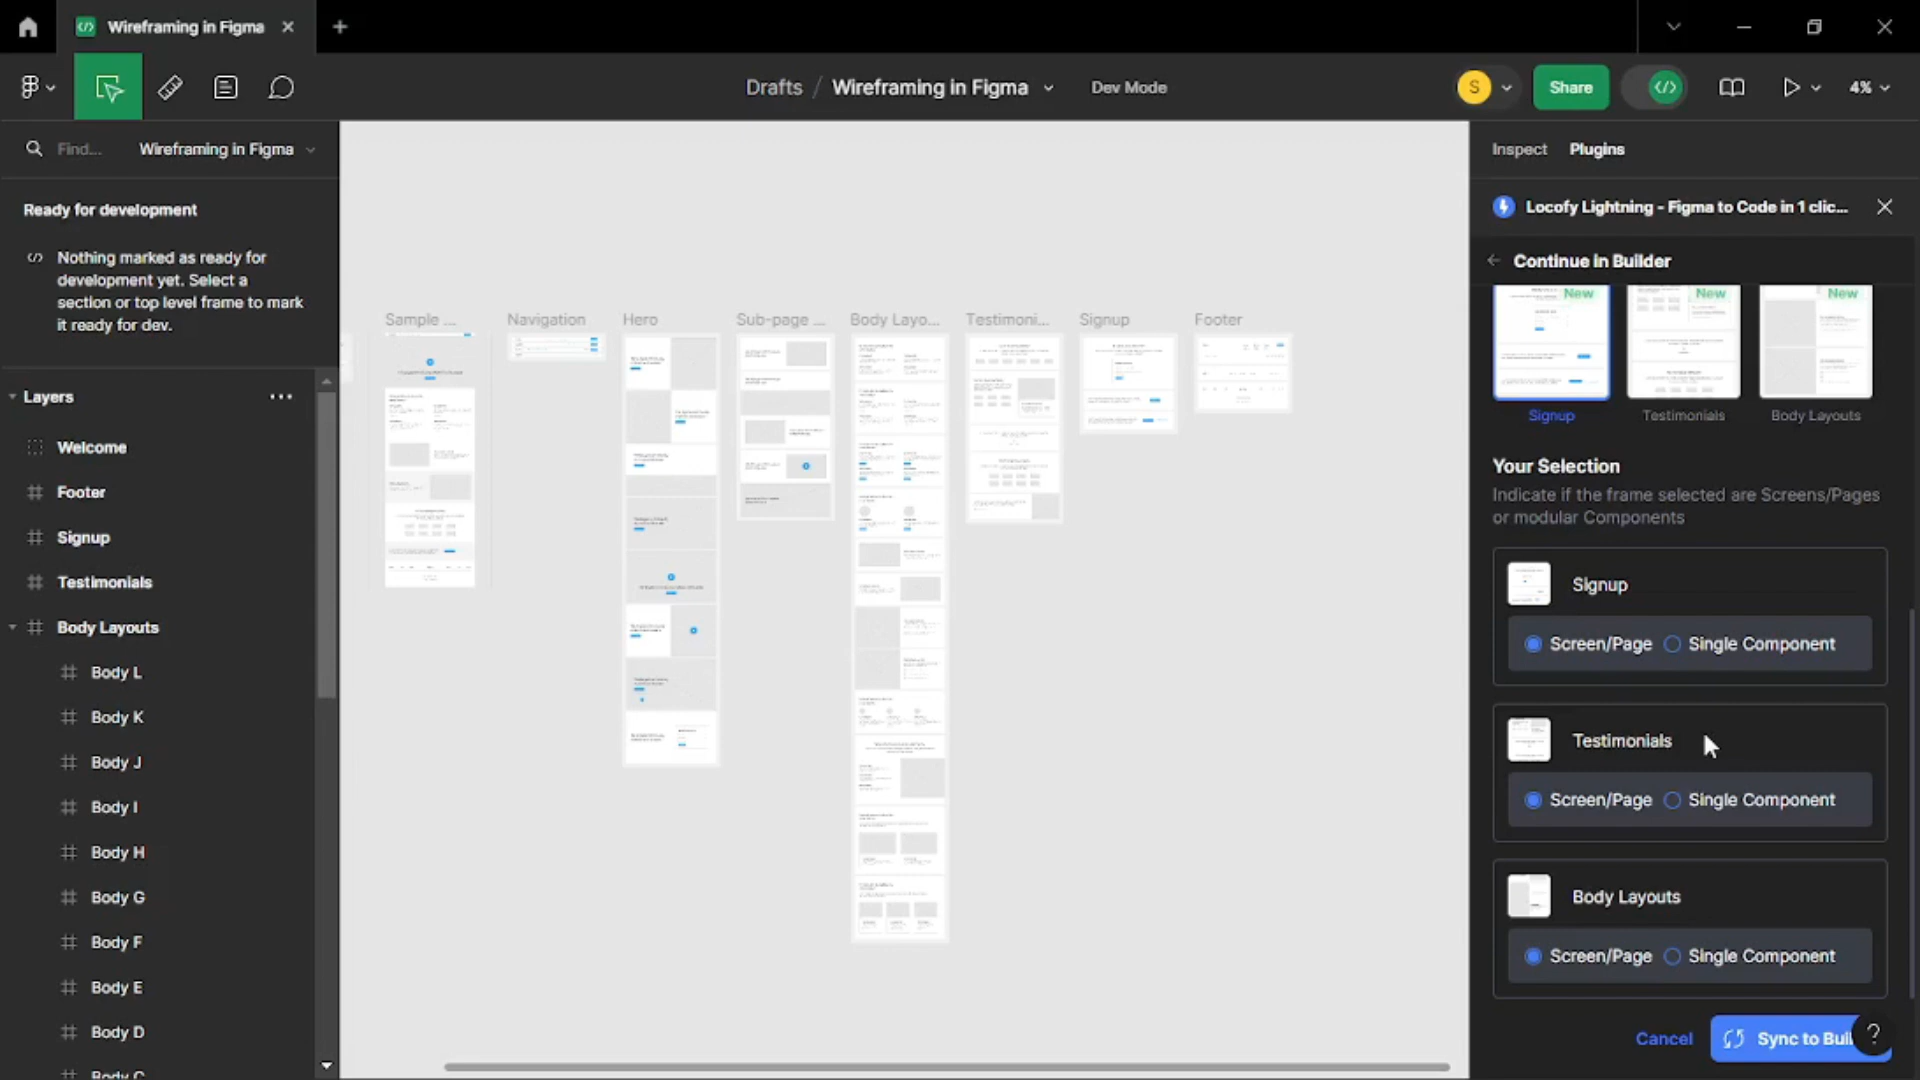 Wireframing in Figma
Drafts / Wireframing in Figma
Dev Mode
S
Share
4%
Find...
Wireframing in Figma
Ready for development
Nothing marked as ready for
development yet. Select a
section or top level frame to mark
it ready for dev.
Layers
Welcome
Footer
Signup
Testimonials
Body Layouts
Body L
Body K
Body J
Body I
Body H
Body G
Body F
Body E
Body D
Body C
Sample ...
Navigation
Hero
Sub-page ...
Body Layo...
Testimoni...
Signup
Footer
Inspect
Plugins
Locofy Lightning - Figma to Code in 1 clic...
Continue in Builder
New
New
New
Signup
Testimonials
Body Layouts
Your Selection
Indicate if the frame selected are Screens/Pages
or modular Components
Signup
Screen/Page
Single Component
Testimonials
Screen/Page
Single Component
Body Layouts
Screen/Page
Single Component
Cancel
Sync to Buil
?